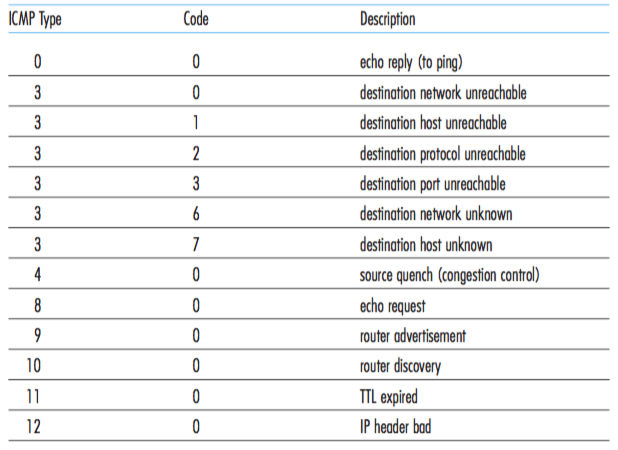 ICMP Type Code Description
0 0 echo reply (to ping)
3 0 destination network unreachable
3 1 destination host unreachable
3 2 destination protocol unreachable
3 3 destination port unreachable
3 6 destination network unknown
3 7 destination host unknown
4 0 source quench (congestion control)
8 0 echo request
9 0 router advertisement
10 0 router discovery
11 0 TTL expired
12 0 IP header bad